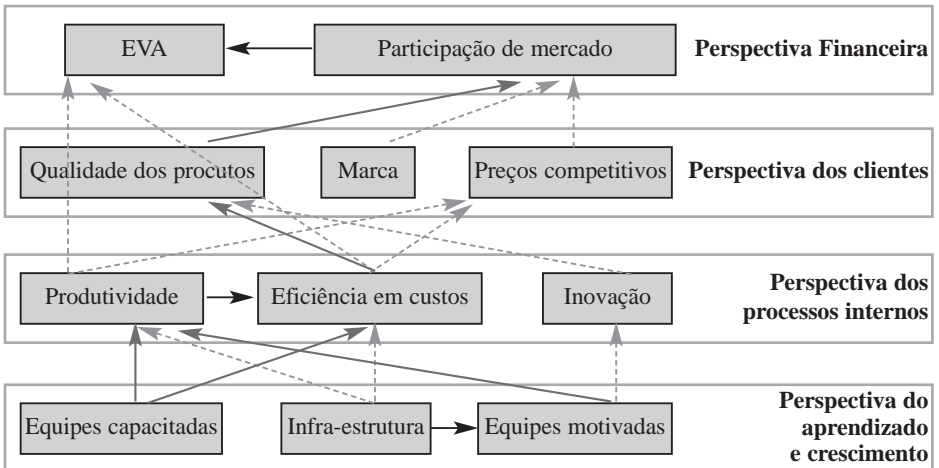 EVA
Participação de mercado
Perspectiva Financeira
Qualidade dos procutos
Marca
Preços competitivos
Perspectiva dos clientes
Produtividade
Eficiência em custos
Inovação
Perspectiva dos
processos internos
Equipes capacitadas
Infra-estrutura
Equipes motivadas
Perspectiva do
aprendizado
e crescimento